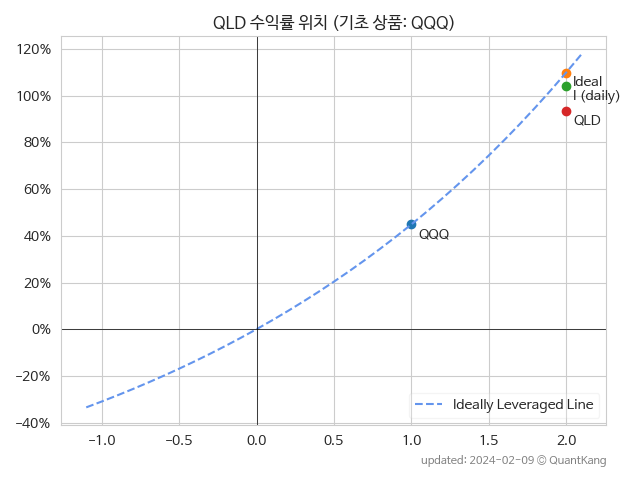 QLD 수익률 위치 (기초 상품: QQQ)
120%
100%
80%
60%
40%
20%
0%
−20%
−40%
Ideal
l (daily)
QLD
QQQ
Ideally Leveraged Line
−1.0 −0.5 0.0 0.5 1.0 1.5 2.0
updated: 2024-02-09 © QuantKang